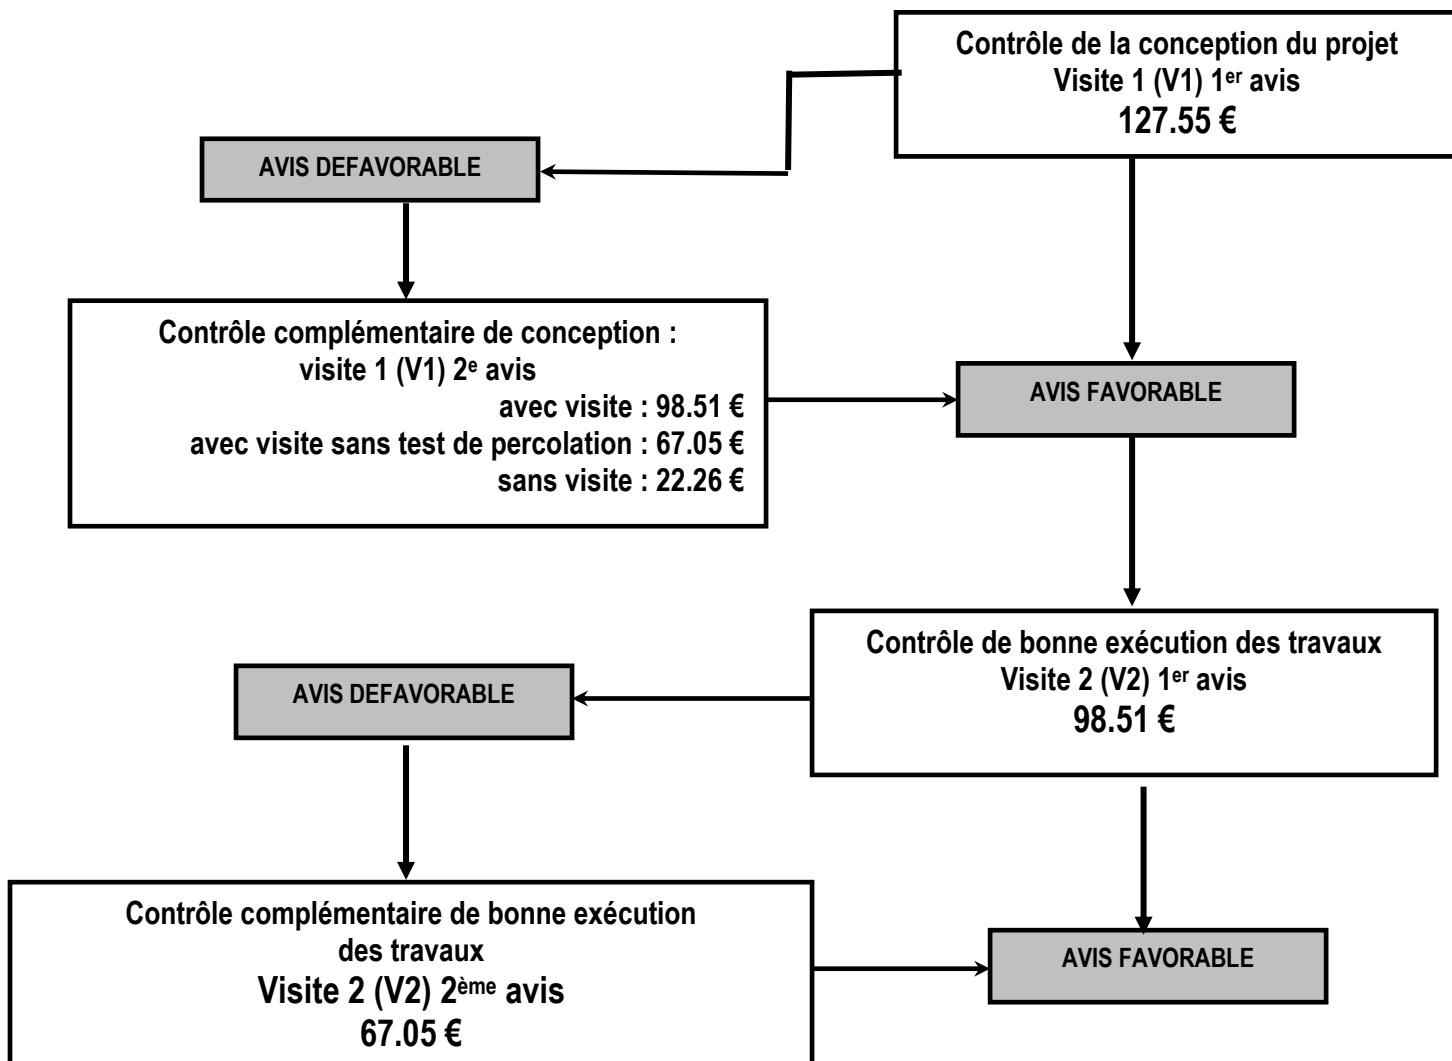 Contrôle de la conception du projet
Visite 1 (V1) 1er avis
127.55 €
AVIS DEFAVORABLE
Contrôle complémentaire de conception :
visite 1 (V1) 2e avis
avec visite : 98.51 €
avec visite sans test de percolation : 67.05 €
sans visite : 22.26 €
AVIS FAVORABLE
Contrôle de bonne exécution des travaux
Visite 2 (V2) 1er avis
98.51 €
AVIS DEFAVORABLE
Contrôle complémentaire de bonne exécution
des travaux
Visite 2 (V2) 2ème avis
67.05 €
AVIS FAVORABLE